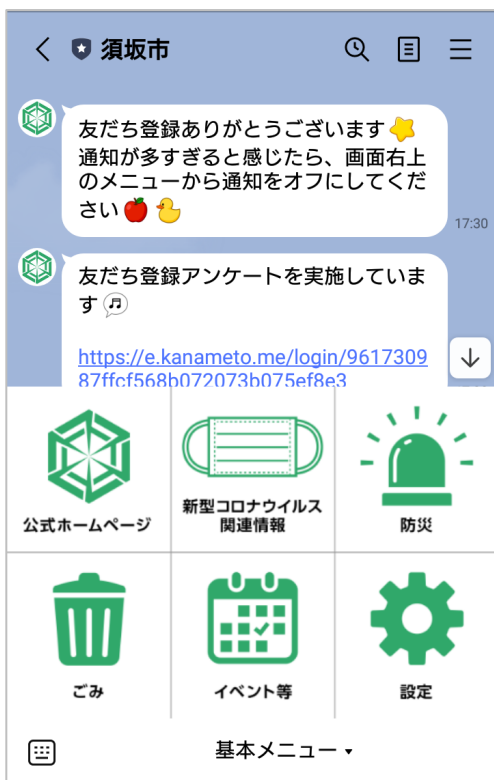 須坂市
友だち登録ありがとうございます
通知が多すぎると感じたら、画面右上
のメニューから通知をオフにしてくだ
さい
17:30
友だち登録アンケートを実施していま
す
https://e.kanameto.me/login/9617309
87ffcf568b072073b075ef8e3
公式ホームページ
新型コロナウイルス
関連情報
防災
ごみ
イベント等
設定
基本メニュー